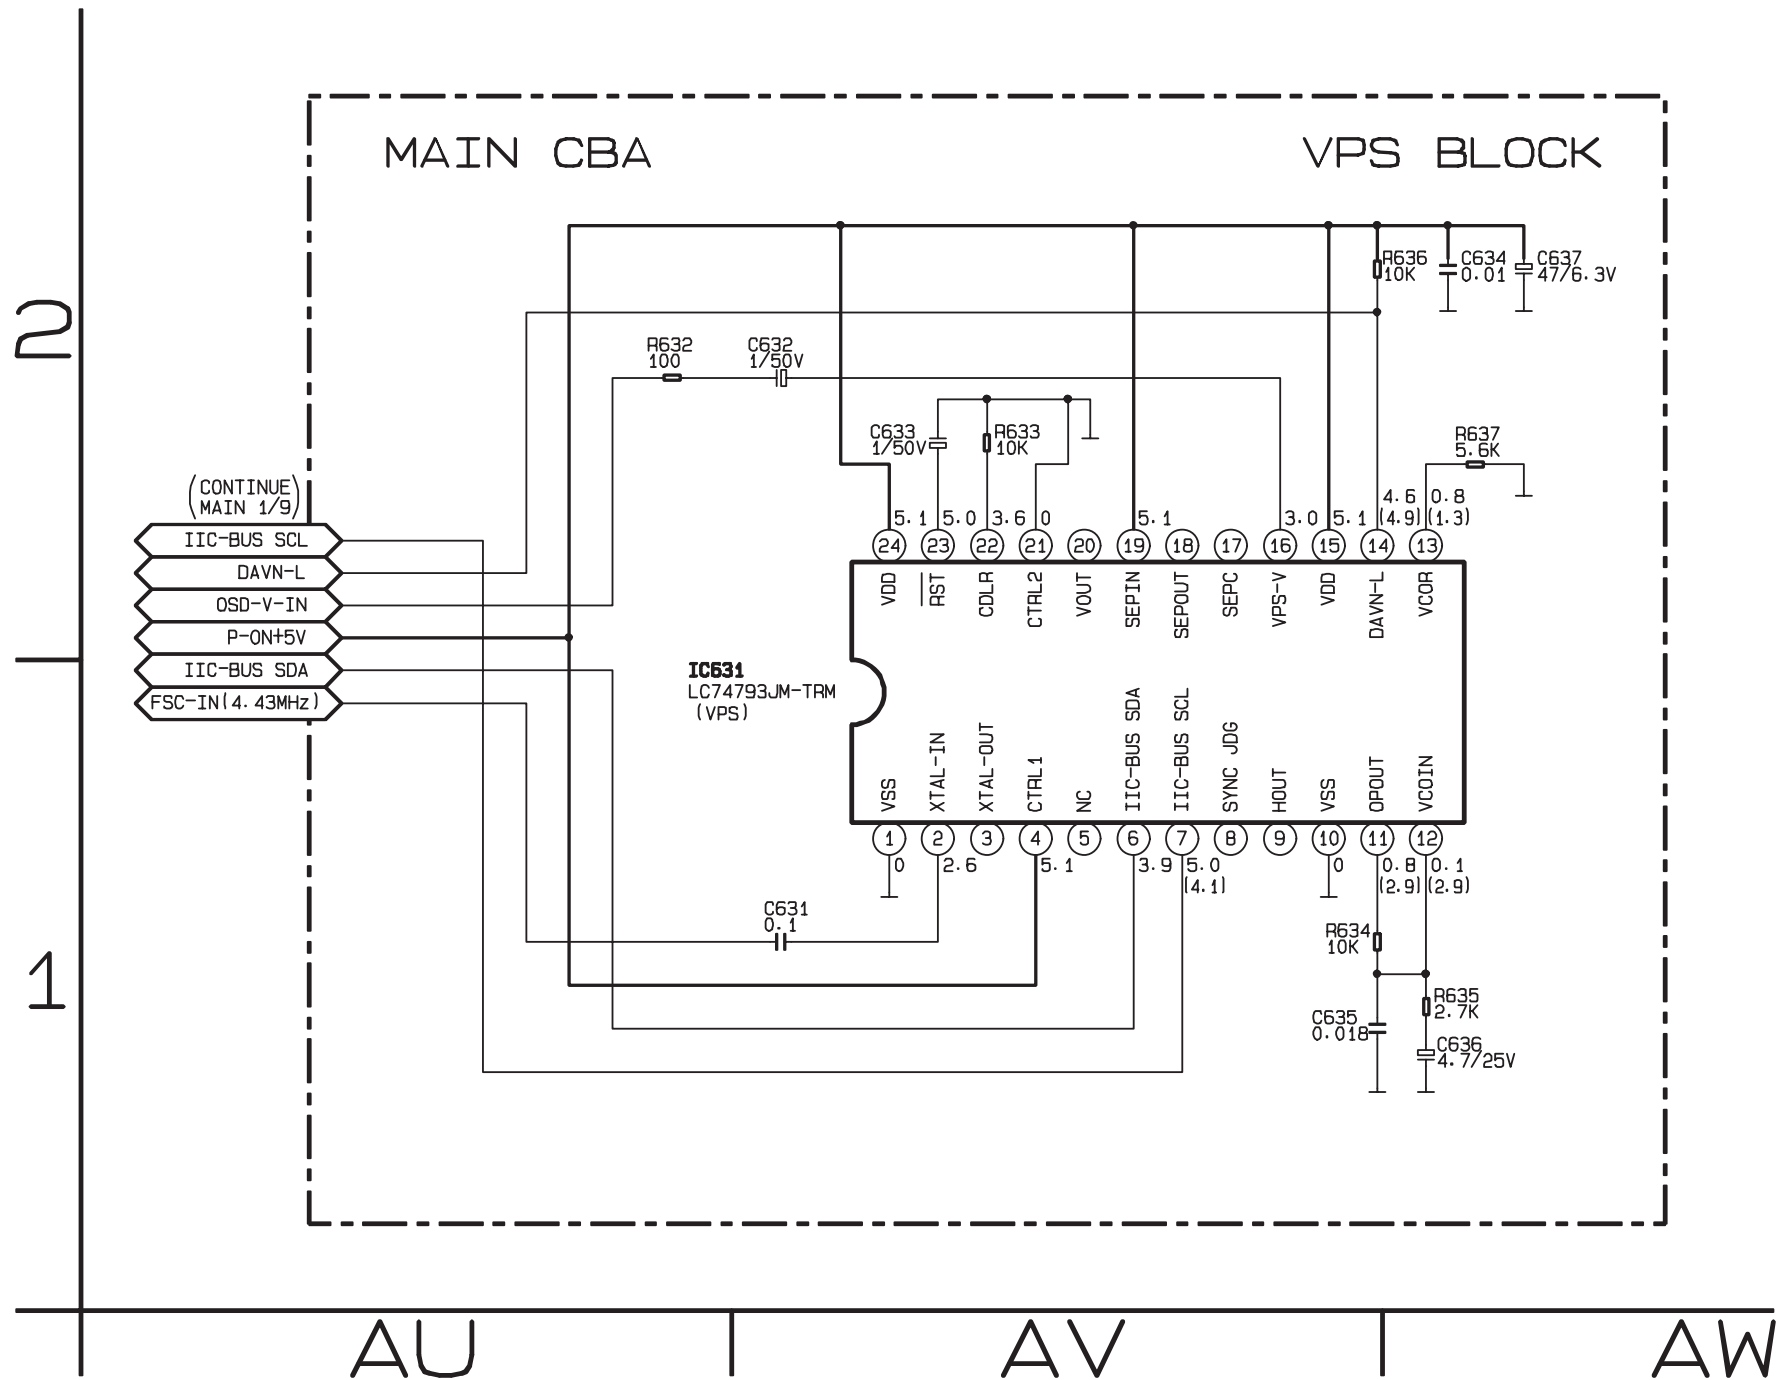 MAIN CBA
VPS BLOCK
2
R636
10K
C634
0.01
C637
47/6.3V
R632
100
C632
1/50V
C633
1/50V
R633
10K
R637
5.6K
(CONTINUE
MAIN 1/9)
IIC-BUS SCL
DAVN-L
OSD-V-IN
P-ON+5V
IIC-BUS SDA
FSC-IN(4.43MHz)
4.6 0.8
5.1 5.0 3.6 0 5.1 3.0 5.1 (4.9) (1.3)
24 23 22 21 20 19 18 17 16 15 14 13
VDD RST CDLR CTRL2 VOUT SEPIN SEPOUT SEPC VPS-V VDD DAVN-L VCOR
IC631
LC74793JM-TRM
(VPS)
VSS XTAL-IN XTAL-OUT CTRL1 NC IIC-BUS SDA IIC-BUS SCL SYNC JDG HOUT VSS OPOUT VCOIN
1 2 3 4 5 6 7 8 9 10 11 12
0 2.6 5.1 3.9 5.0 0 0.8 0.1
(4.1) (2.9) (2.9)
C631
0.1
R634
10K
1
R635
2.7K
C635
0.018
C636
4.7/25V
AU AV AW